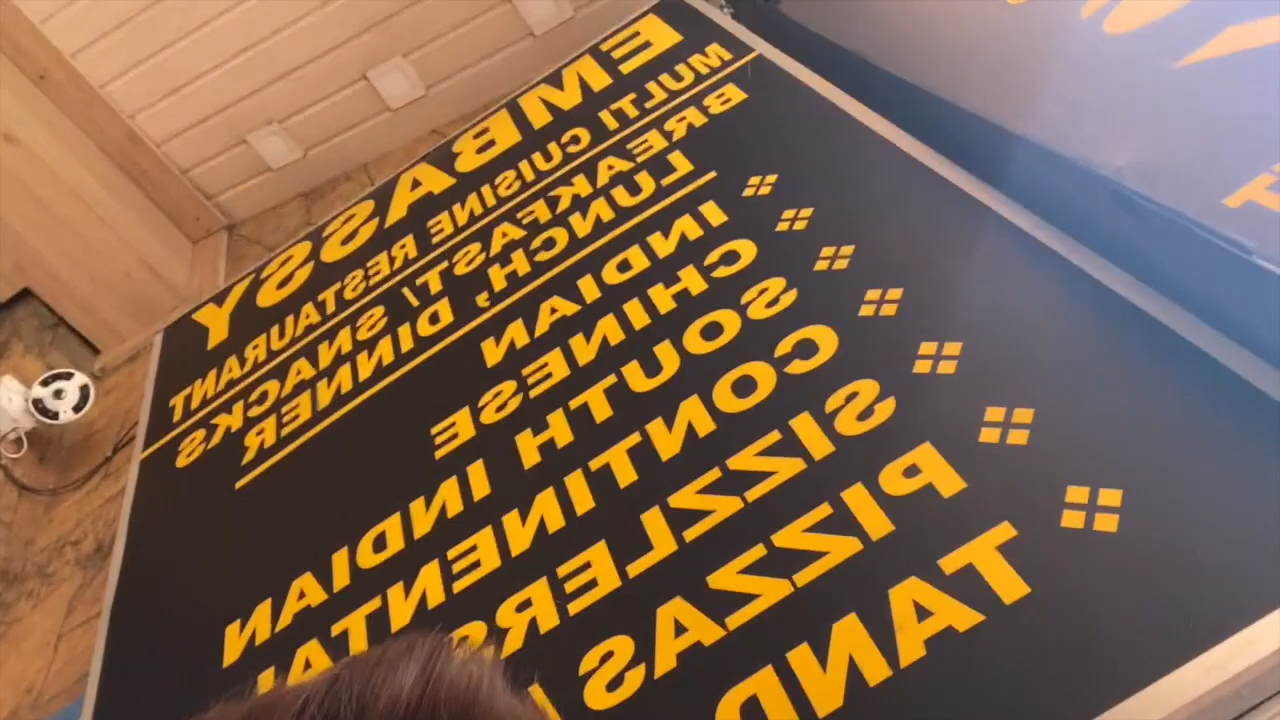 EMBASSY
MULTI CUISINE RESTAURANT
BREAKFAST/ SNACKS
LUNCH, DINNER
INDIAN
CHINESE
SOUTH INDIAN
CONTINENTAL
SIZZLERS
PIZZAS/
TAND